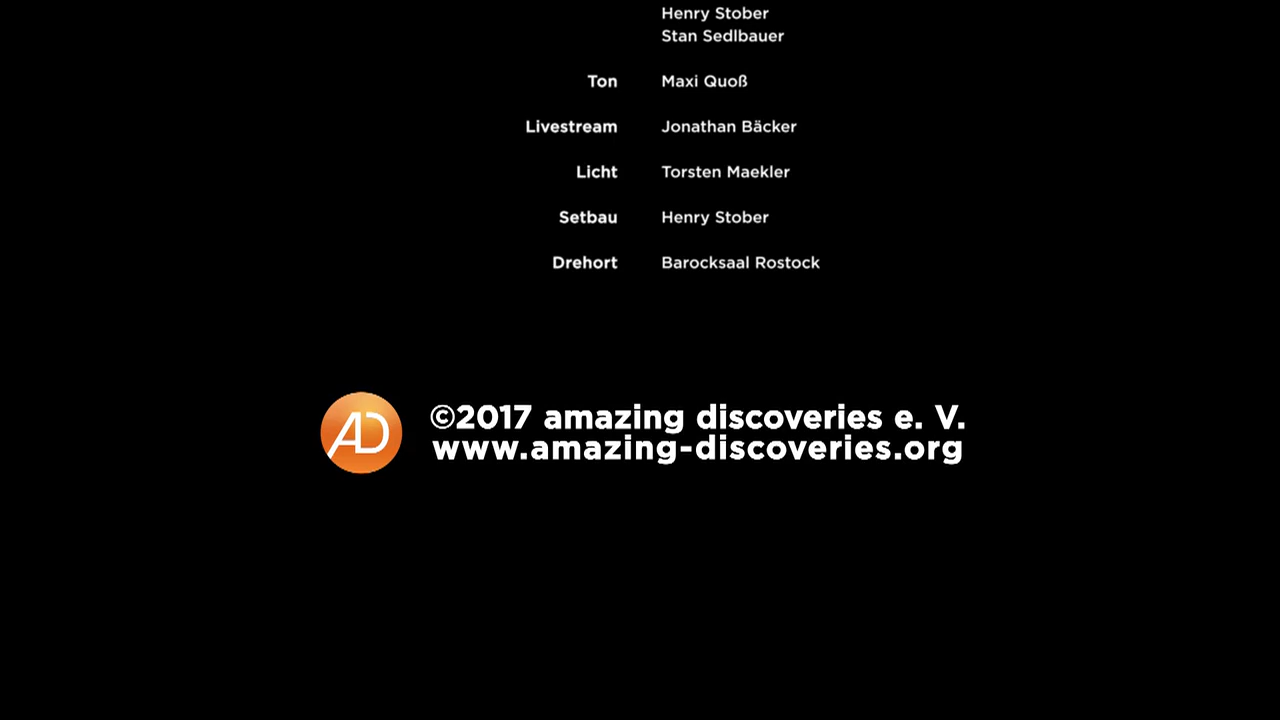 Henry Stober
Stan Sedlbauer
Ton Maxi Quoß
Livestream Jonathan Bäcker
Licht Torsten Maekler
Setbau Henry Stober
Drehort Barocksaal Rostock
AD
©2017 amazing discoveries e. V.
www.amazing-discoveries.org